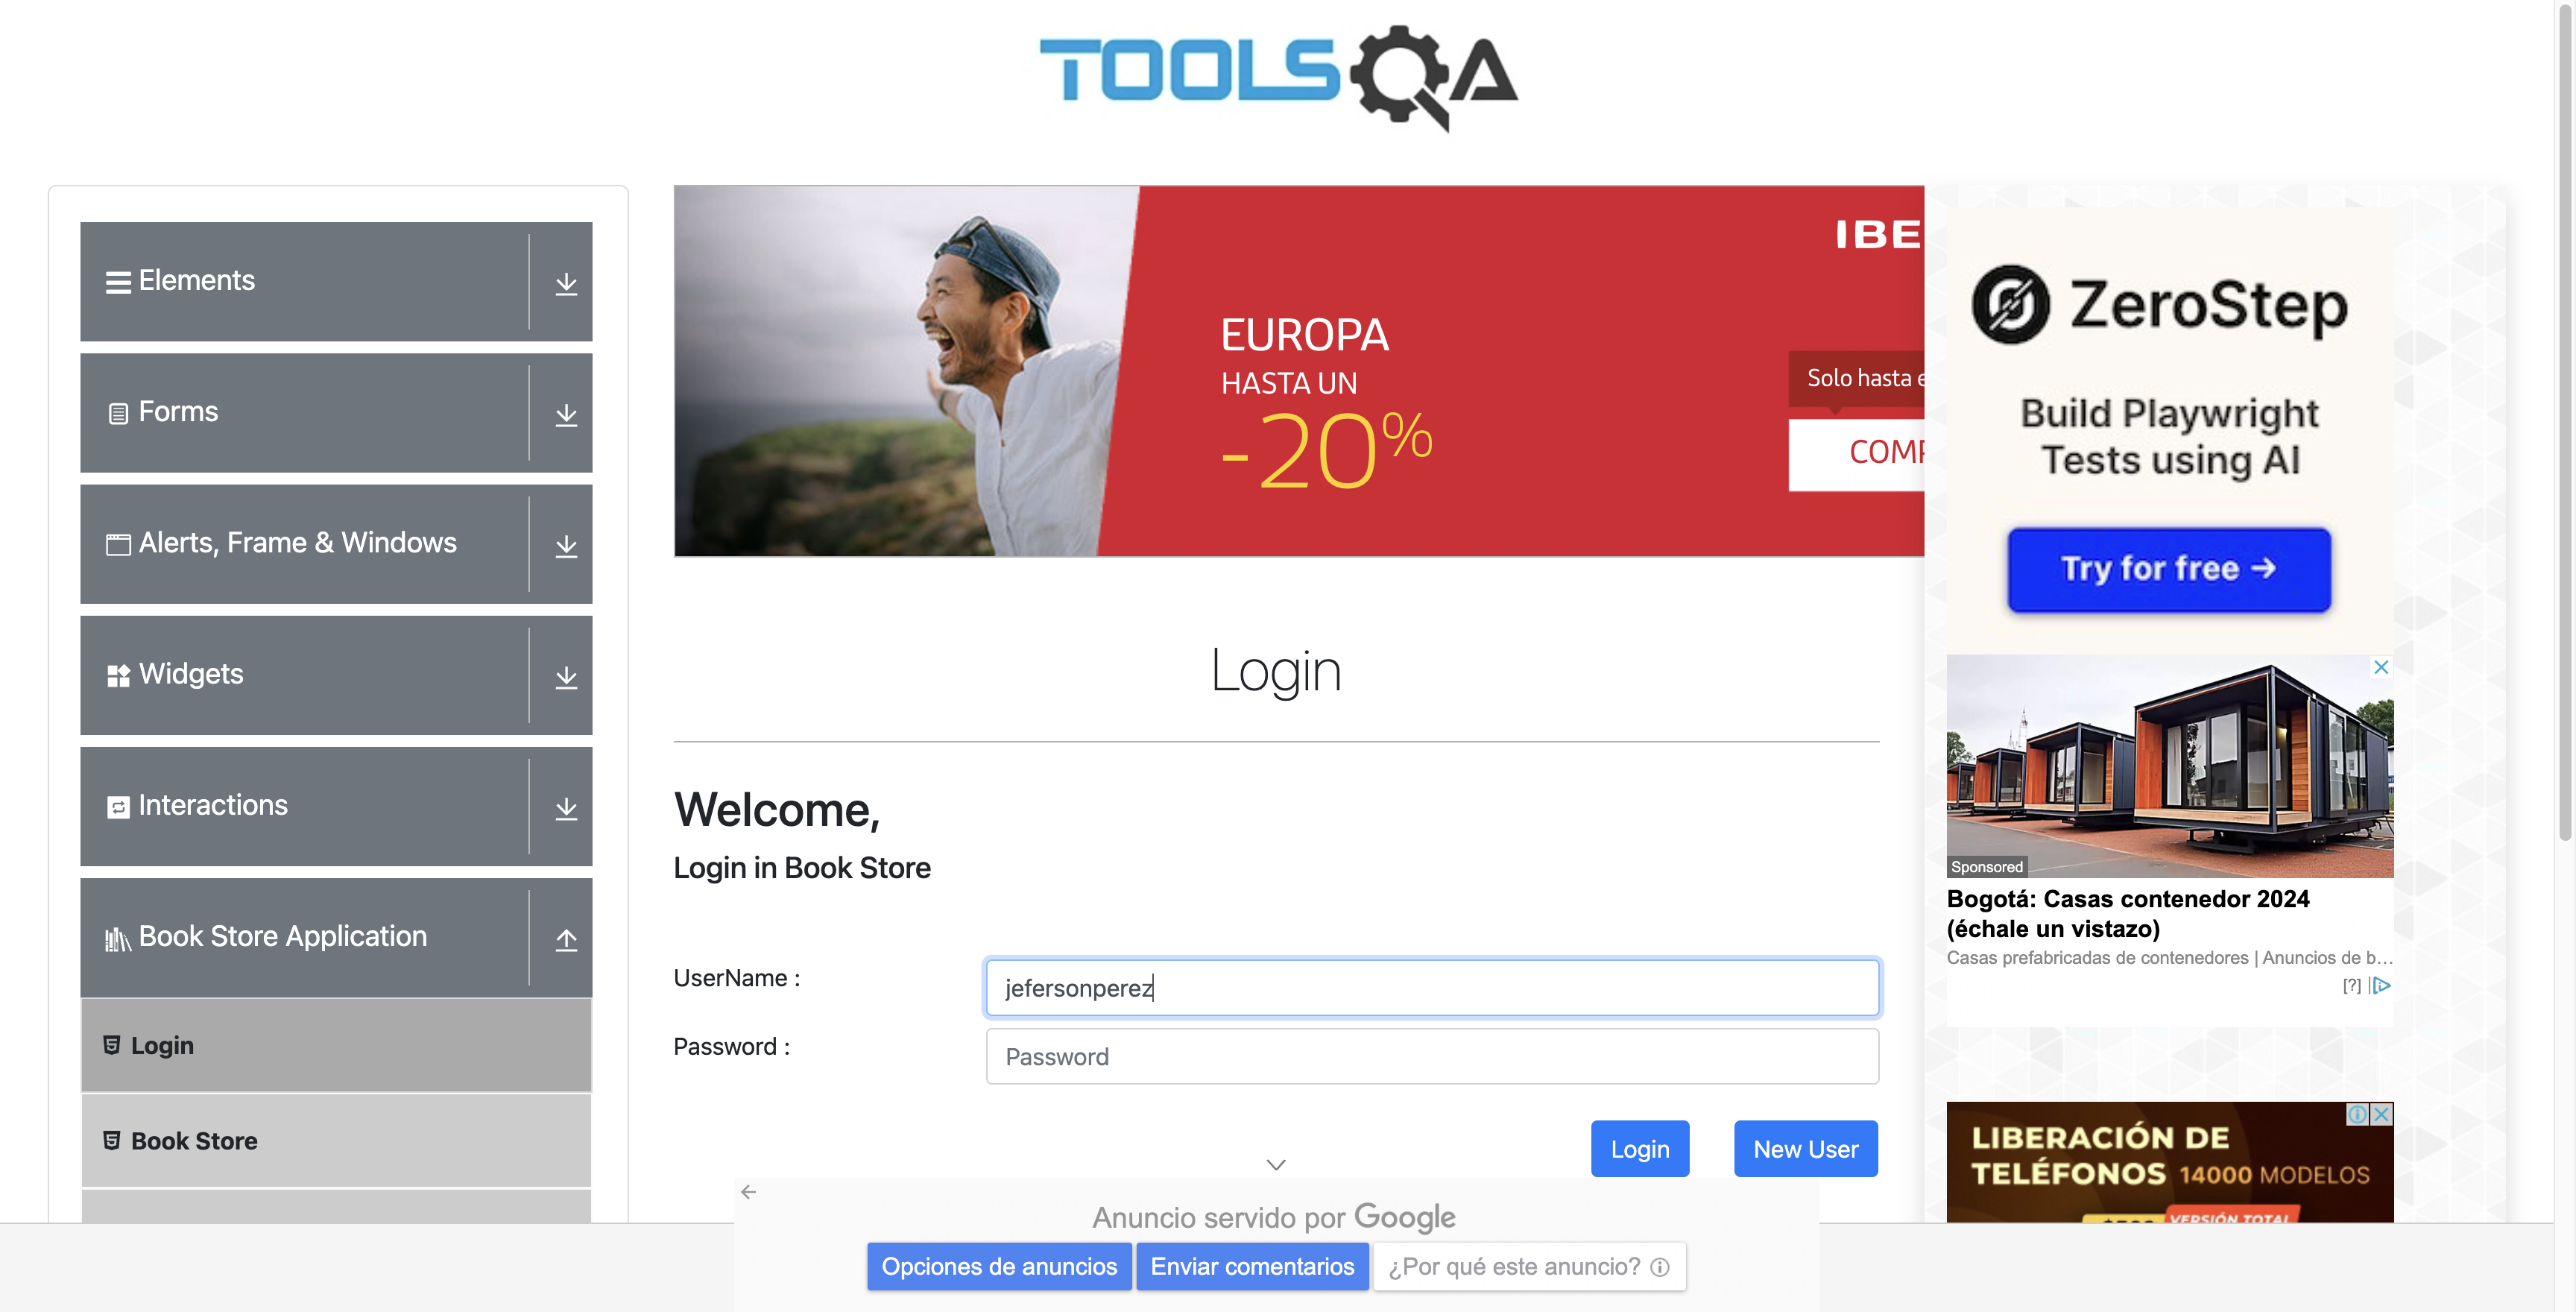 TOOLSQA
Elements
Forms
Alerts, Frame & Windows
Widgets
Interactions
Book Store Application
Login
Book Store
IBE
EUROPA
HASTA UN
-20%
Solo hasta e
COMP
Login
Welcome,
Login in Book Store
UserName :
jefersonperez
Password :
Password
Login
New User
Anuncio servido por Google
Opciones de anuncios
Enviar comentarios
¿Por qué este anuncio?
ZeroStep
Build Playwright
Tests using AI
Try for free →
Sponsored
Bogotá: Casas contenedor 2024
(échale un vistazo)
Casas prefabricadas de contenedores | Anuncios de b...
[?]
LIBERACIÓN DE
TELÉFONOS 14000 MODELOS
VERSIÓN TOTAL